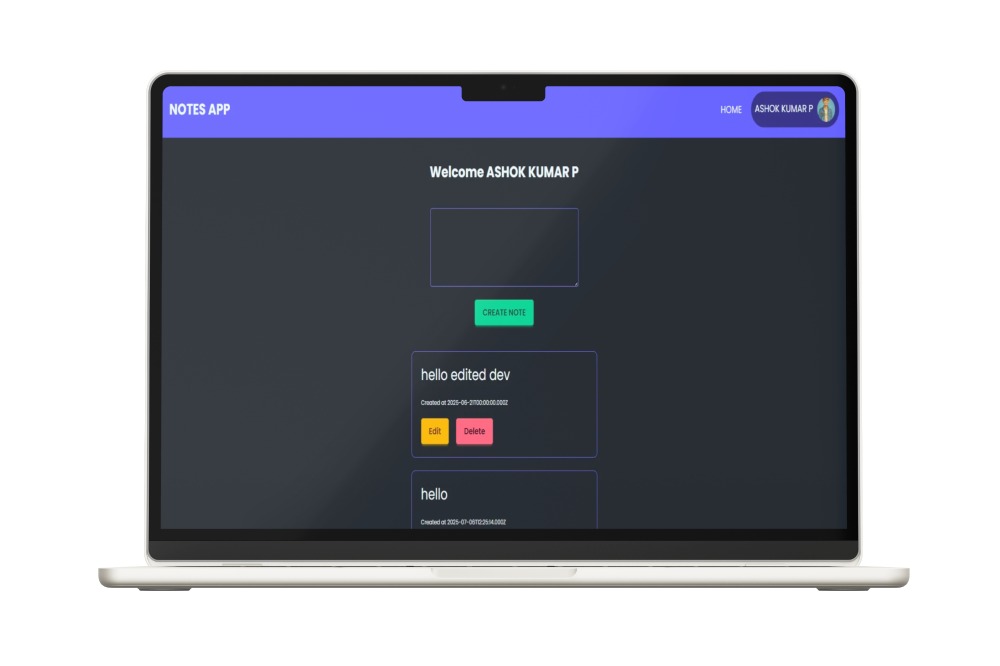 NOTES APP
HOME
ASHOK KUMAR P
Welcome ASHOK KUMAR P
CREATE NOTE
hello edited dev
Created at 2025-06-21T00:00:00.000Z
Edit
Delete
hello
Created at 2025-07-06T12:25:14.000Z